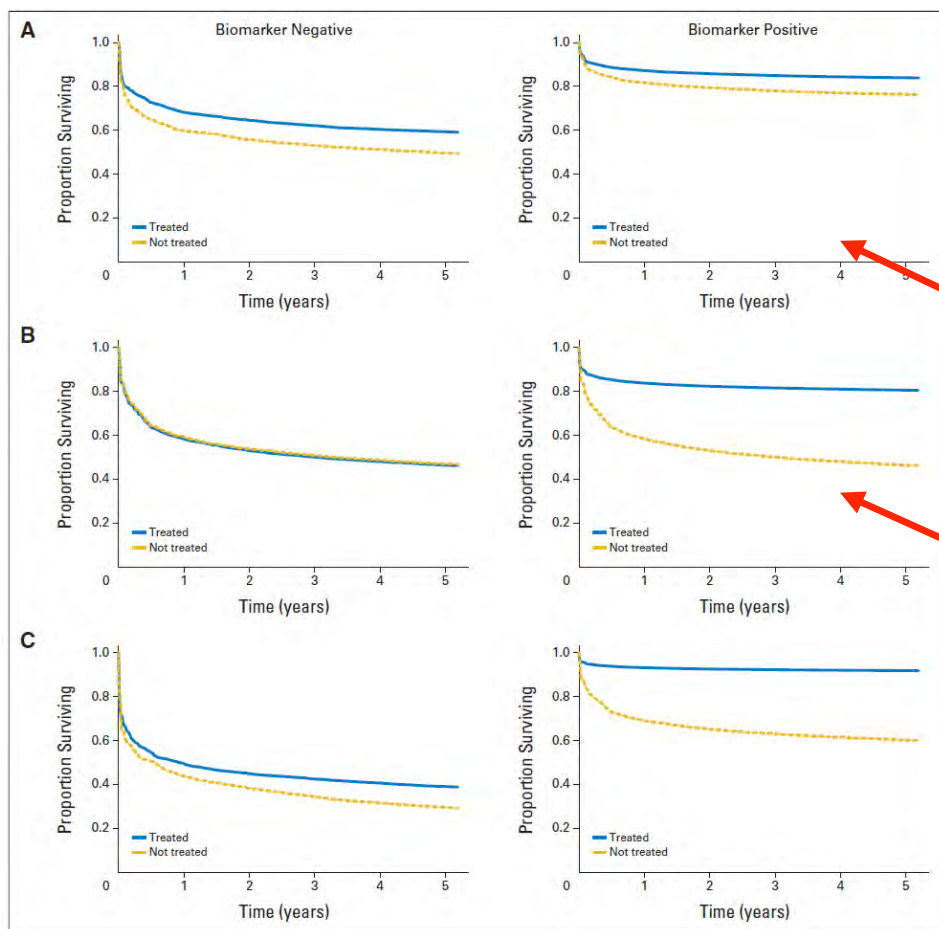 A
Biomarker Negative
Biomarker Positive
Proportion Surviving
1.0
0.8
0.6
0.4
0.2
0 1 2 3 4 5
Treated
Not treated
Time (years)
Proportion Surviving
1.0
0.8
0.6
0.4
0.2
0 1 2 3 4 5
Treated
Not treated
Time (years)
B
Proportion Surviving
1.0
0.8
0.6
0.4
0.2
0 1 2 3 4 5
Treated
Not treated
Time (years)
Proportion Surviving
1.0
0.8
0.6
0.4
0.2
0 1 2 3 4 5
Treated
Not treated
Time (years)
C
Proportion Surviving
1.0
0.8
0.6
0.4
0.2
0 1 2 3 4 5
Treated
Not treated
Time (years)
Proportion Surviving
1.0
0.8
0.6
0.4
0.2
0 1 2 3 4 5
Treated
Not treated
Time (years)